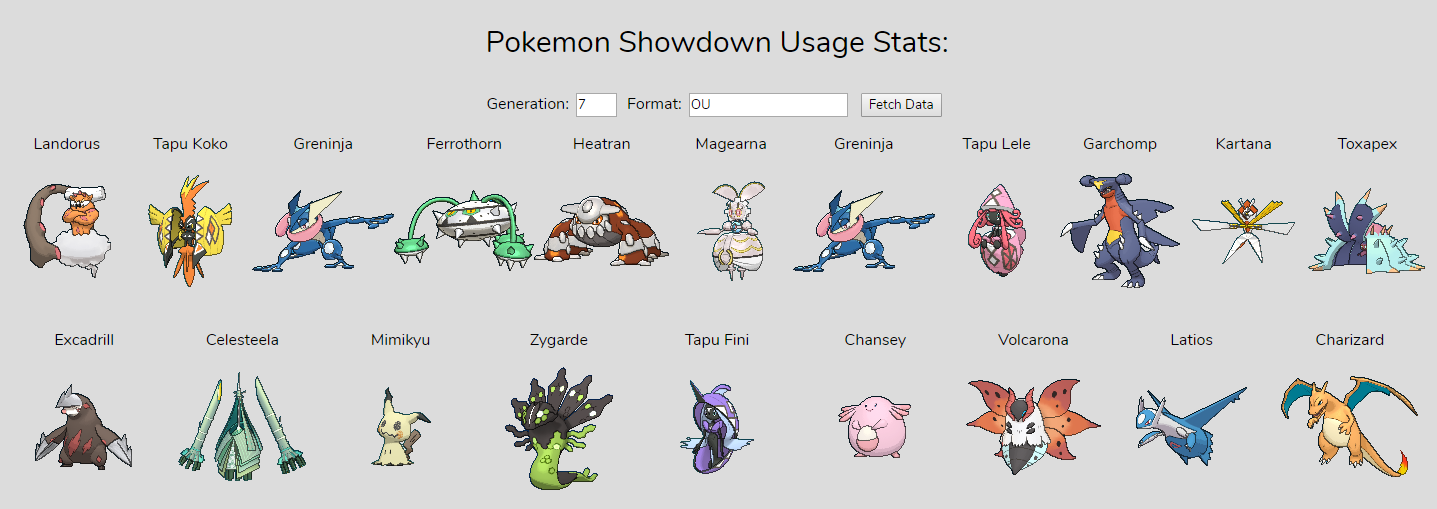 Pokemon Showdown Usage Stats:
Generation: 7 Format: OU Fetch Data
Landorus Tapu Koko Greninja Ferrothorn Heatran Magearna Greninja Tapu Lele Garchomp Kartana Toxapex
Excadrill Celesteela Mimikyu Zygarde Tapu Fini Chansey Volcarona Latios Charizard